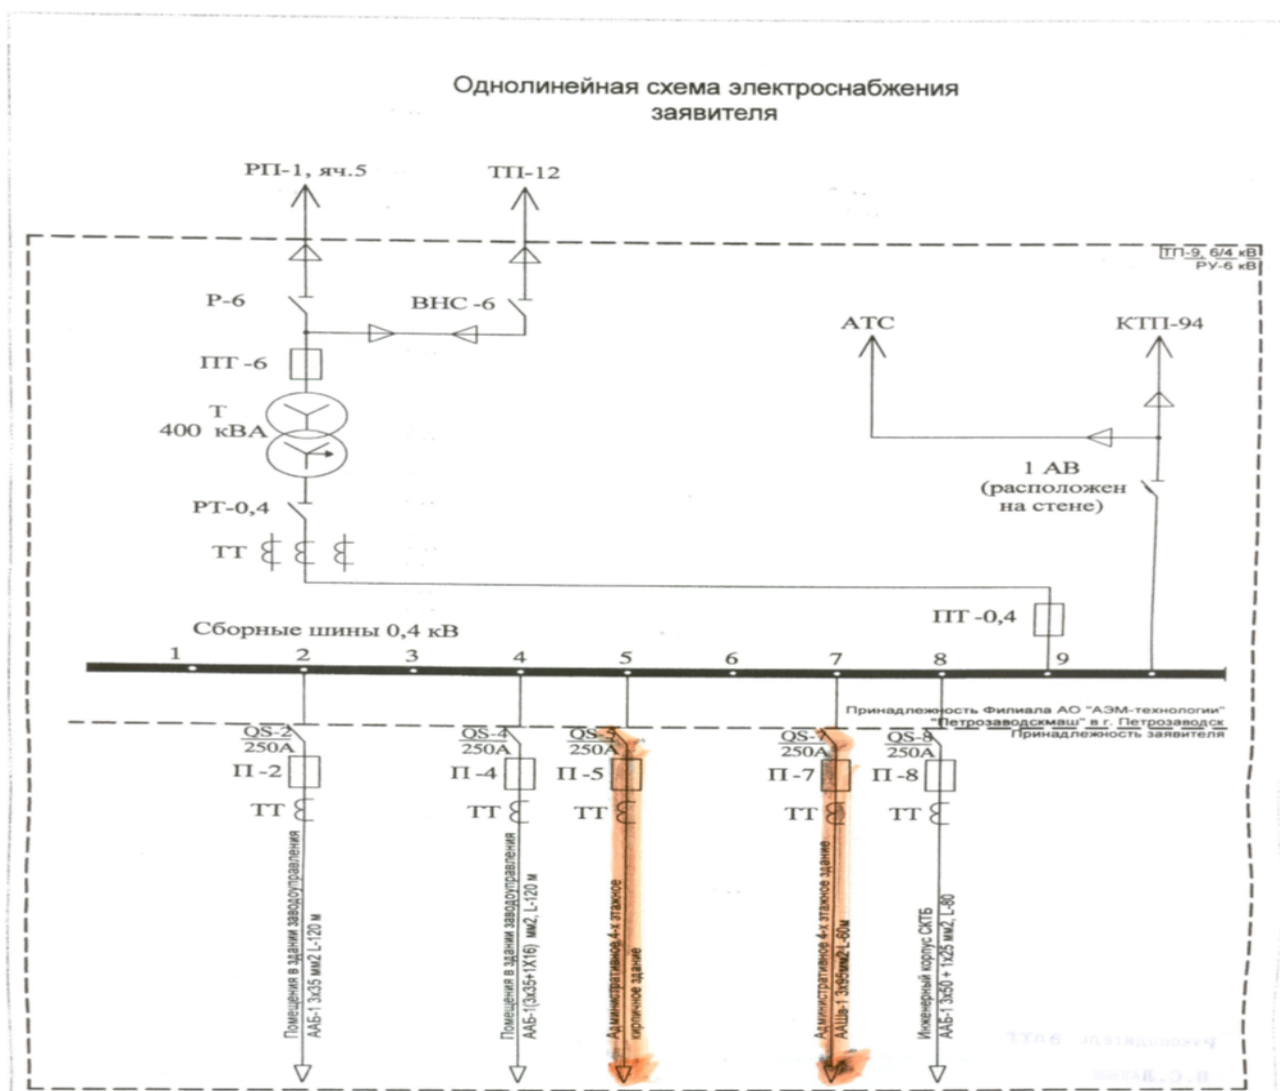 Однолинейная схема электроснабжения
заявителя
РП-1, яч.5
ТП-12
ТП-9, 6/4 кВ
РУ-6 кВ
Р-6
ВНС -6
АТС
КТП-94
ПТ -6
Т
400 кВА
1 АВ
(расположен
на стене)
РТ-0,4
ТТ
ПТ -0,4
Сборные шины 0,4 кВ
1 2 3 4 5 6 7 8 9
Принадлежность Филиала АО "АЭМ-технологии"
"Петрозаводскмаш" в г. Петрозаводск
Принадлежность заявителя
QS-2
250А
П -2
ТТ
Помещения в здании заводоуправления
ААБ-1 3х35 мм2 L-120 м
QS-4
250А
П -4
ТТ
Помещения в здании заводоуправления
ААБ-1(3х35+1Х16) мм2, L-120 м
QS-5
250А
П -5
ТТ
Административное 4-х этажное
кирпичное здание
QS-7
250А
П -7
ТТ
Административное 4-х этажное здание
ААШв-1 3х95мм2 L-60м
QS-8
250А
П -8
ТТ
Инженерный корпус СКТБ
ААБ-1 3х50 + 1х25 мм2, L-80